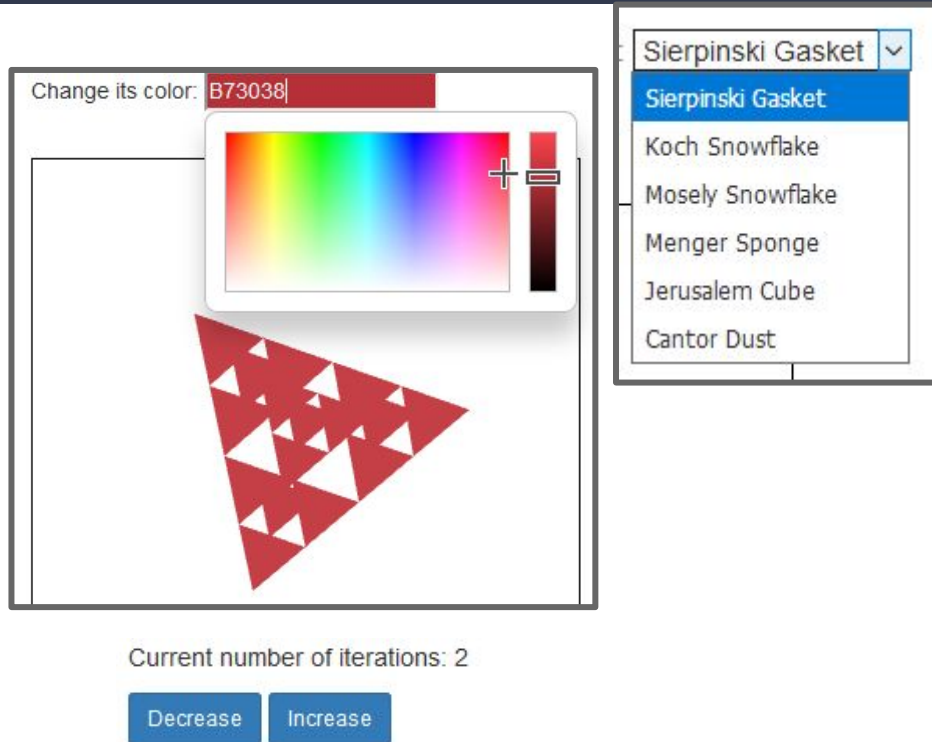 Change its color: B73038
Sierpinski Gasket
Sierpinski Gasket
Koch Snowflake
Mosely Snowflake
Menger Sponge
Jerusalem Cube
Cantor Dust
Current number of iterations: 2
Decrease
Increase